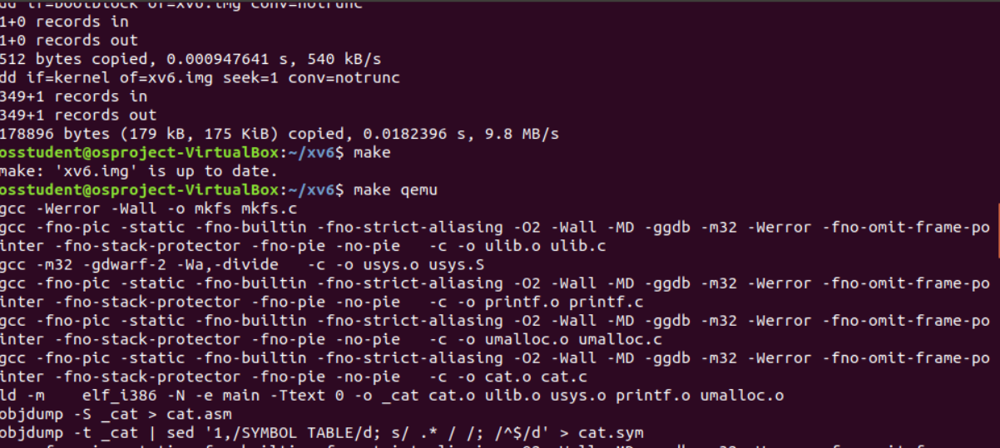 dd if=bootblock of=xv6.img conv=notrunc
1+0 records in
1+0 records out
512 bytes copied, 0.000947641 s, 540 kB/s
dd if=kernel of=xv6.img seek=1 conv=notrunc
349+1 records in
349+1 records out
178896 bytes (179 kB, 175 KiB) copied, 0.0182396 s, 9.8 MB/s
osstudent@osproject-VirtualBox:~/xv6$ make
make: 'xv6.img' is up to date.
osstudent@osproject-VirtualBox:~/xv6$ make qemu
gcc -Werror -Wall -o mkfs mkfs.c
gcc -fno-pic -static -fno-builtin -fno-strict-aliasing -O2 -Wall -MD -ggdb -m32 -Werror -fno-omit-frame-po
inter -fno-stack-protector -fno-pie -no-pie   -c -o ulib.o ulib.c
gcc -m32 -gdwarf-2 -Wa,-divide   -c -o usys.o usys.S
gcc -fno-pic -static -fno-builtin -fno-strict-aliasing -O2 -Wall -MD -ggdb -m32 -Werror -fno-omit-frame-po
inter -fno-stack-protector -fno-pie -no-pie   -c -o printf.o printf.c
gcc -fno-pic -static -fno-builtin -fno-strict-aliasing -O2 -Wall -MD -ggdb -m32 -Werror -fno-omit-frame-po
inter -fno-stack-protector -fno-pie -no-pie   -c -o umalloc.o umalloc.c
gcc -fno-pic -static -fno-builtin -fno-strict-aliasing -O2 -Wall -MD -ggdb -m32 -Werror -fno-omit-frame-po
inter -fno-stack-protector -fno-pie -no-pie   -c -o cat.o cat.c
ld -m    elf_i386 -N -e main -Ttext 0 -o _cat cat.o ulib.o usys.o printf.o umalloc.o
objdump -S _cat > cat.asm
objdump -t _cat | sed '1,/SYMBOL TABLE/d; s/ .* / /; /^$/d' > cat.sym